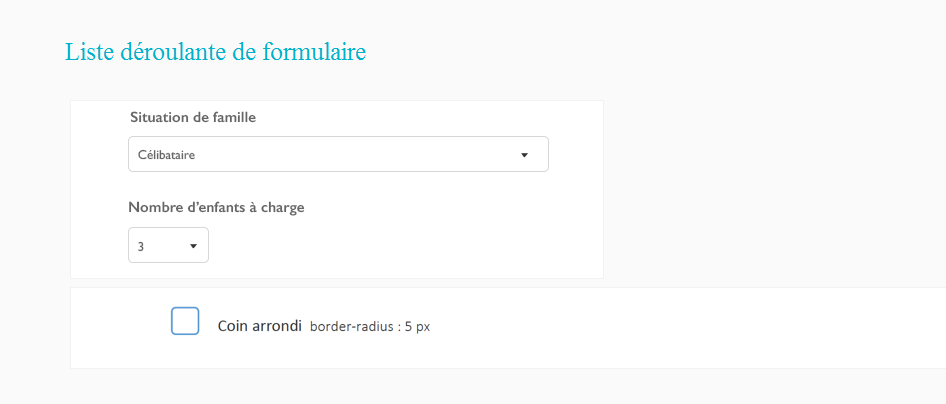 Liste déroulante de formulaire
Situation de famille
Célibataire
Nombre d’enfants à charge
3
Coin arrondi border-radius : 5 px